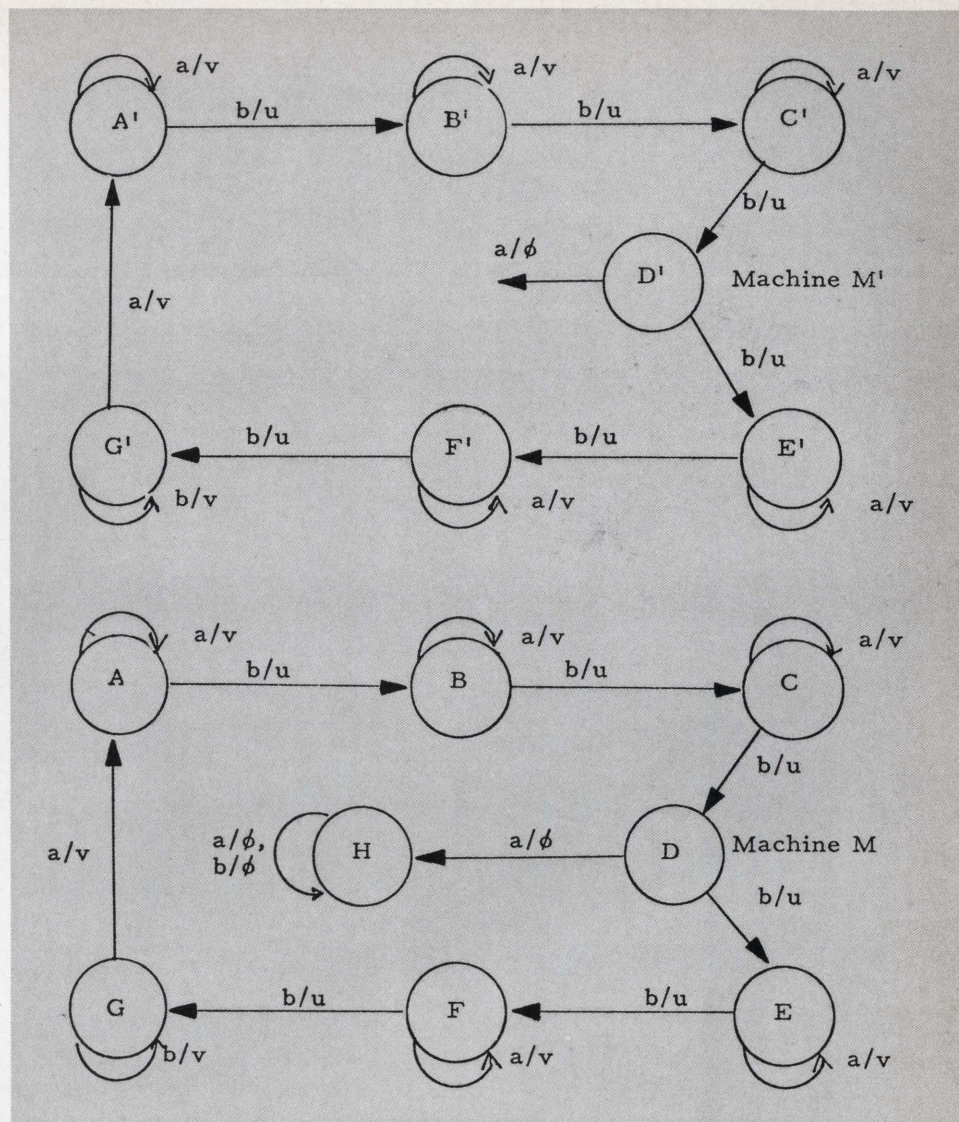 a/v a/v a/v
A' b/u B' b/u C'
b/u
a/ϕ
D' Machine M'
a/v
b/u
G' b/u F' b/u E'
b/v a/v a/v
a/v a/v a/v
A b/u B b/u C
b/u
a/v a/ϕ, b/ϕ H a/ϕ D Machine M
b/u
G b/u F b/u E
b/v a/v a/v